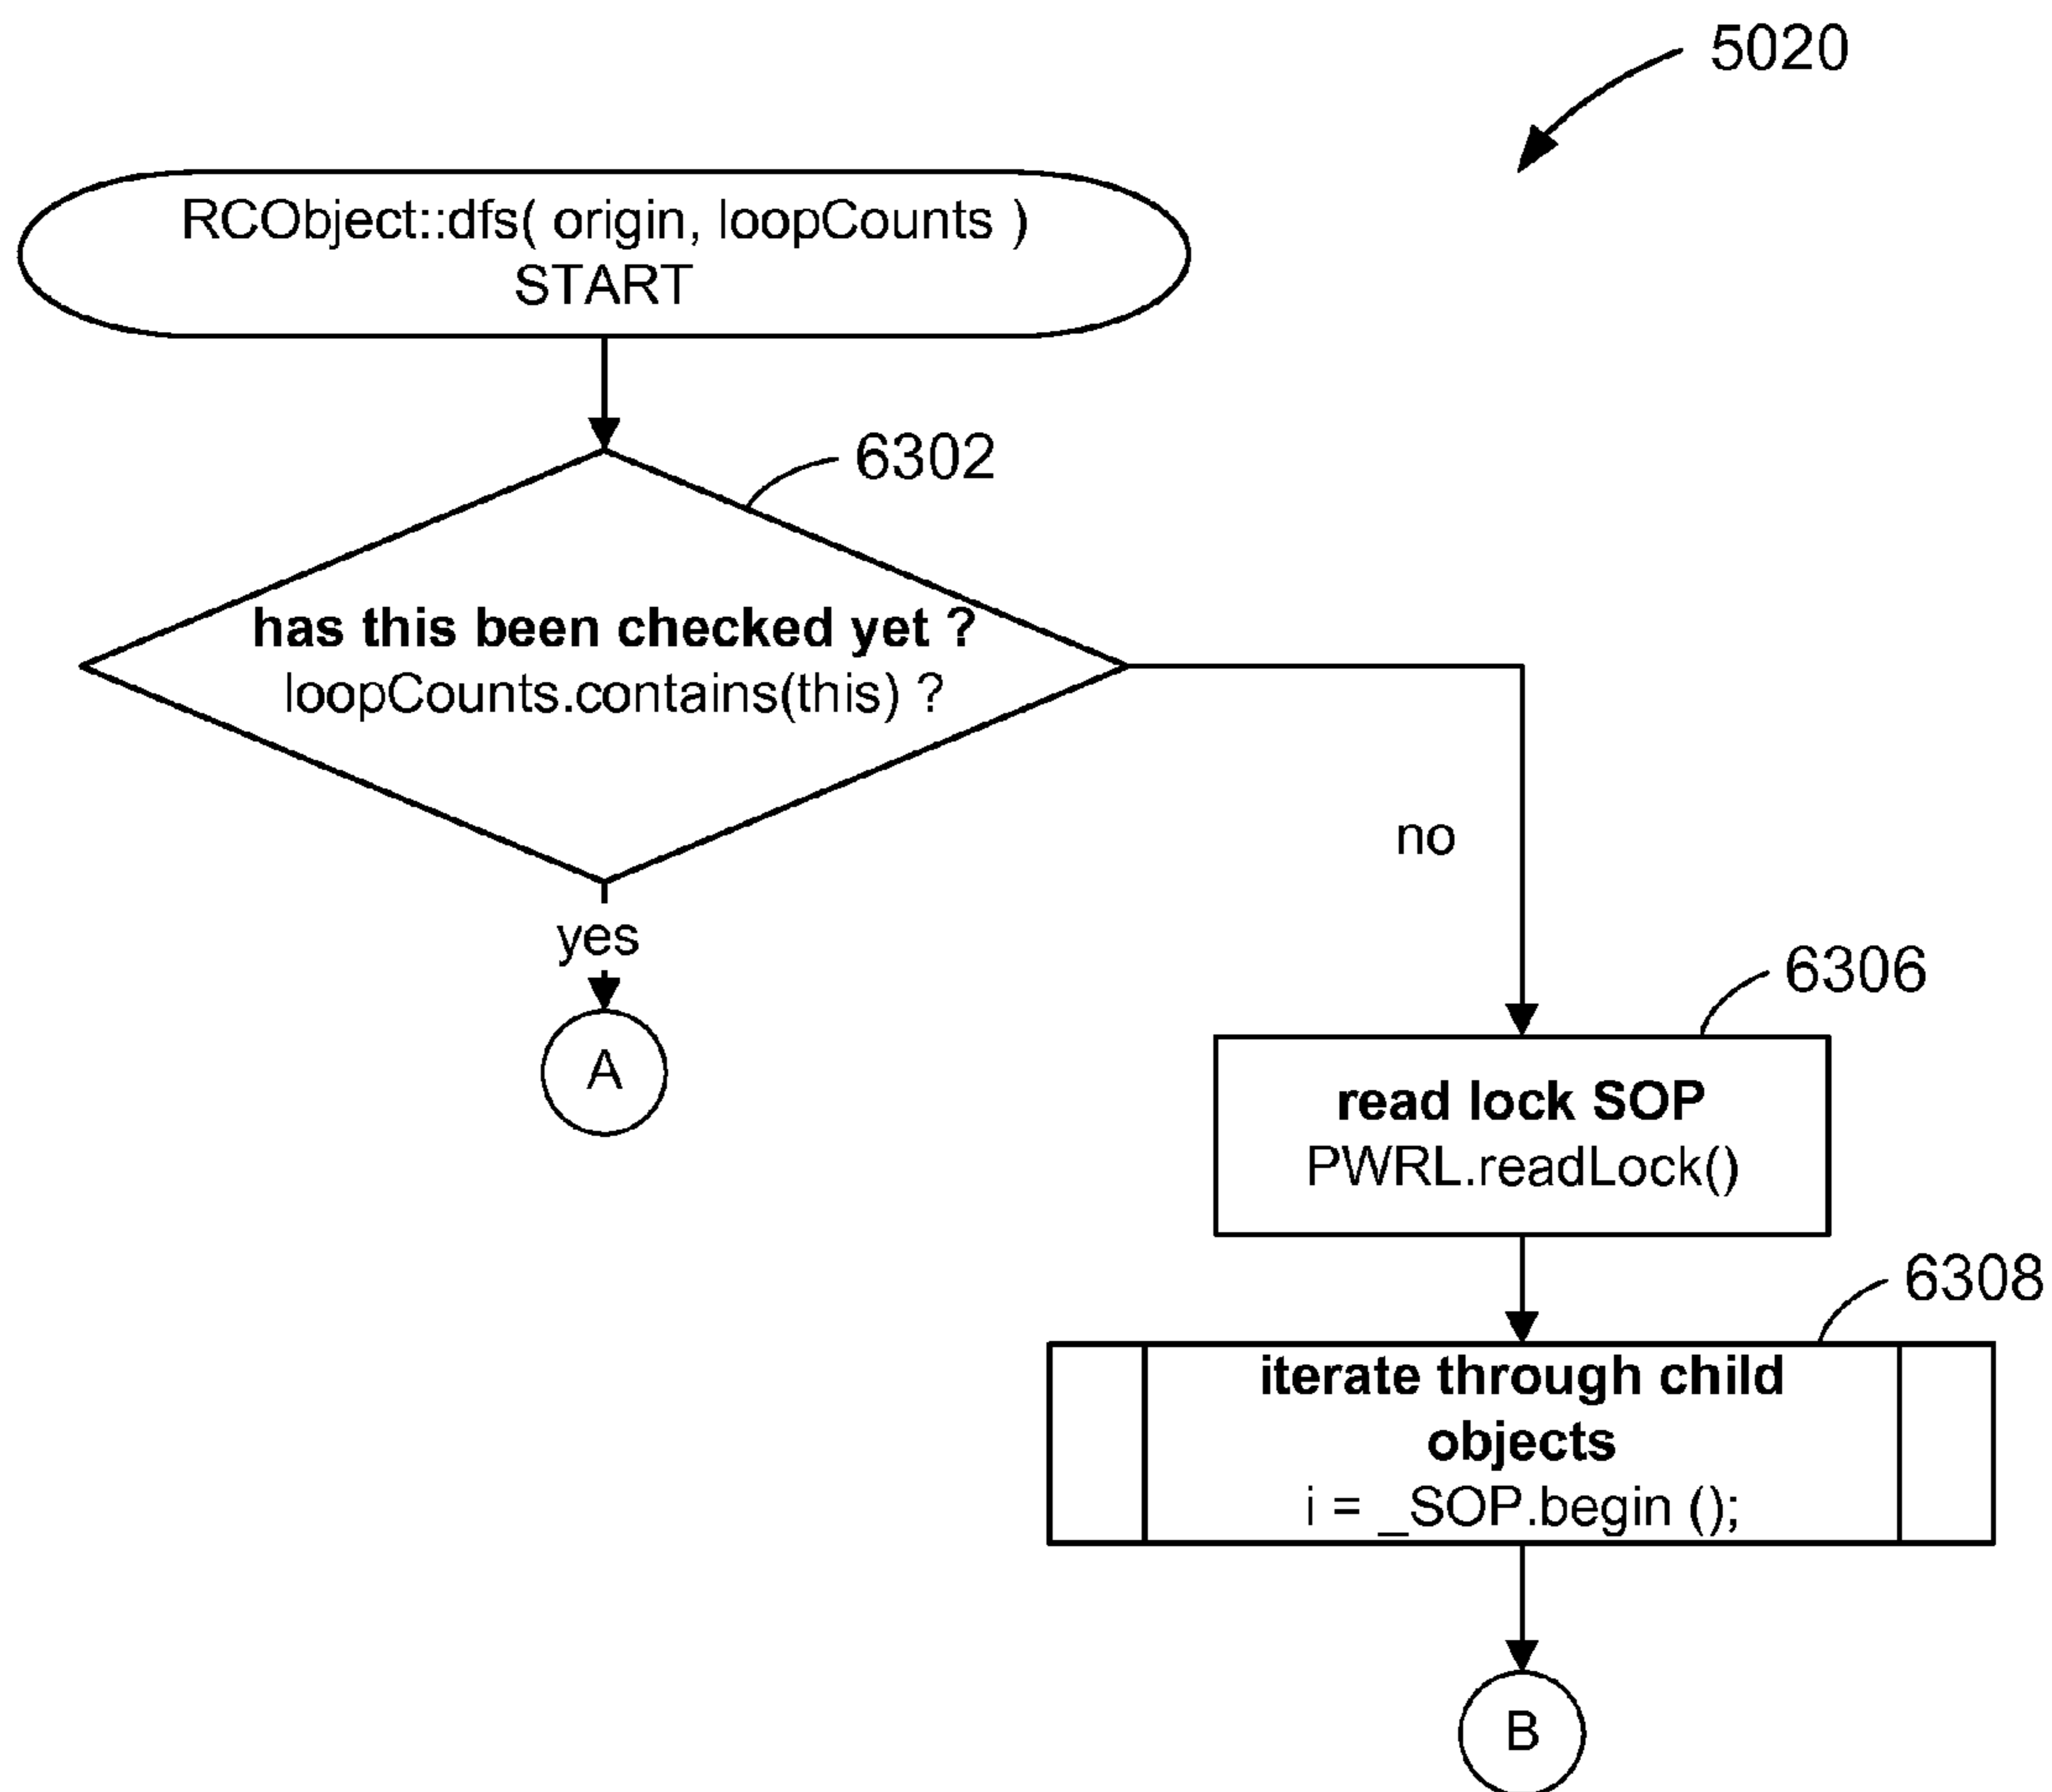 5020
RCObject::dfs( origin, loopCounts )
START
6302
has this been checked yet ?
loopCounts.contains(this) ?
no
yes
A
6306
read lock SOP
PWRL.readLock()
6308
iterate through child
objects
i = _SOP.begin ();
B